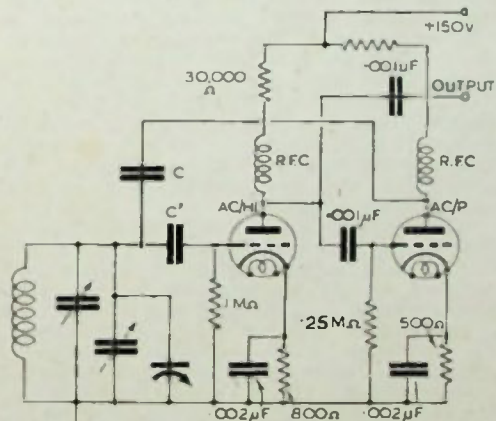 +150V
30,000
Ω
·001µF
OUTPUT
R.F.C
R.F.C
C
C'
AC/HL
AC/P
·001µF
1MΩ
·25MΩ
500Ω
·002µF
800Ω
·002µF